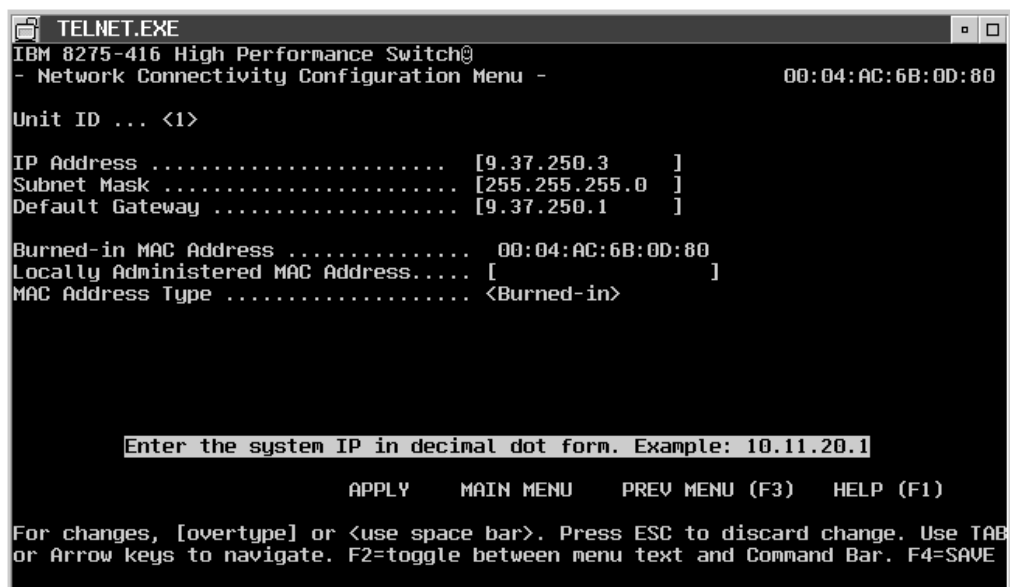 TELNET.EXE
IBM 8275-416 High Performance Switch☺
- Network Connectivity Configuration Menu - 00:04:AC:6B:0D:80
Unit ID ... <1>
IP Address ........................ [9.37.250.3 ]
Subnet Mask ........................ [255.255.255.0 ]
Default Gateway .................... [9.37.250.1 ]
Burned-in MAC Address ............... 00:04:AC:6B:0D:80
Locally Administered MAC Address..... [ ]
MAC Address Type .................... <Burned-in>
Enter the system IP in decimal dot form. Example: 10.11.20.1
APPLY MAIN MENU PREV MENU (F3) HELP (F1)
For changes, [overtype] or <use space bar>. Press ESC to discard change. Use TAB
or Arrow keys to navigate. F2=toggle between menu text and Command Bar. F4=SAVE